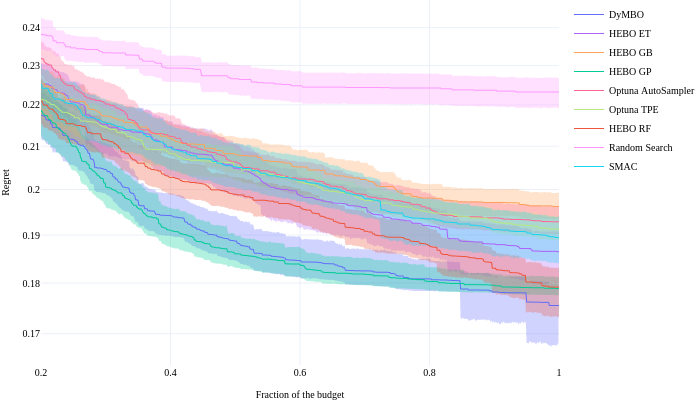 0.24
0.23
0.22
0.21
0.2
0.19
0.18
0.17
Regret
0.2
0.4
0.6
0.8
1
Fraction of the budget
DyMBO
HEBO ET
HEBO GB
HEBO GP
Optuna AutoSampler
Optuna TPE
HEBO RF
Random Search
SMAC